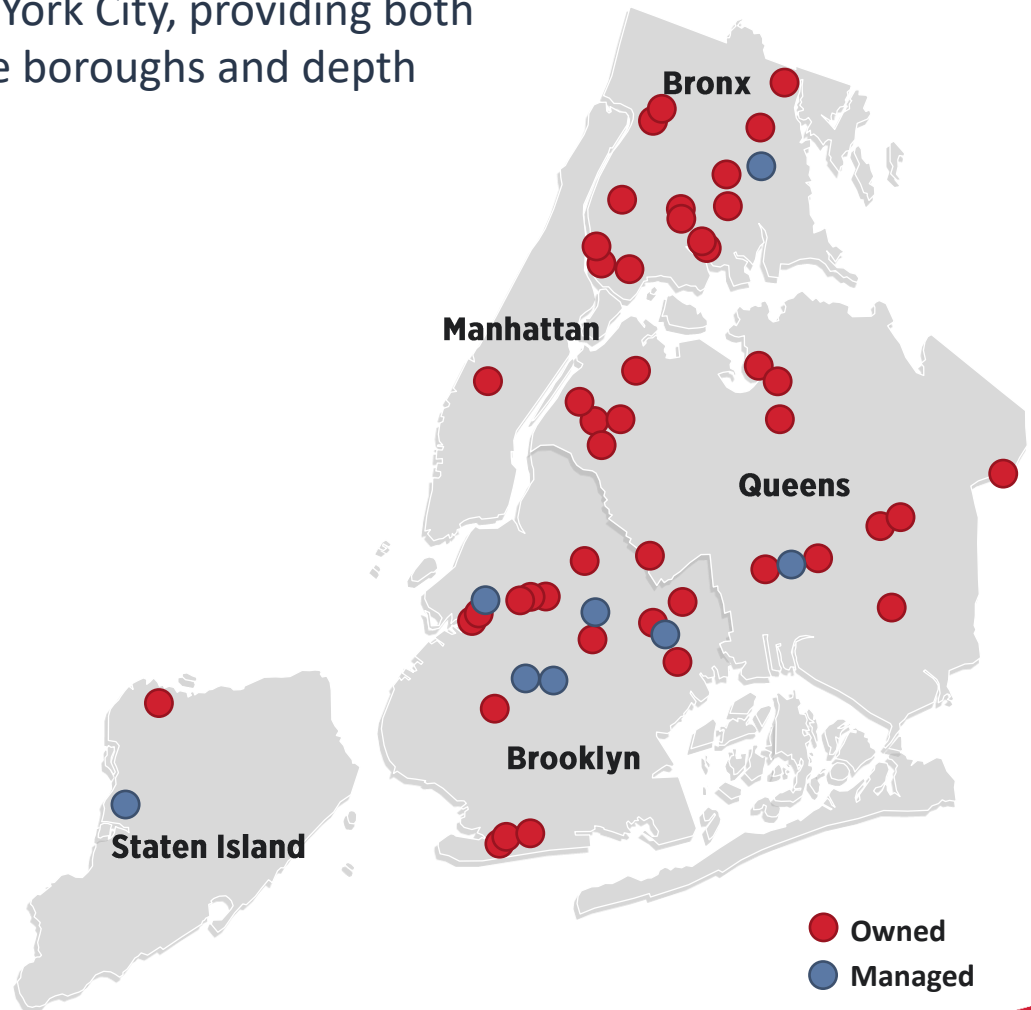 York City, providing both
boroughs and depth
Bronx
Manhattan
Queens
Brooklyn
Staten Island
Owned
Managed